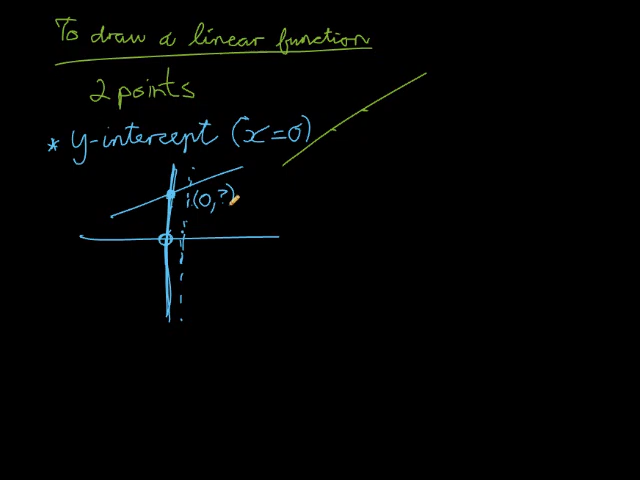 To draw a linear function
2 points
* y-intercept (x=0)
(0,?)